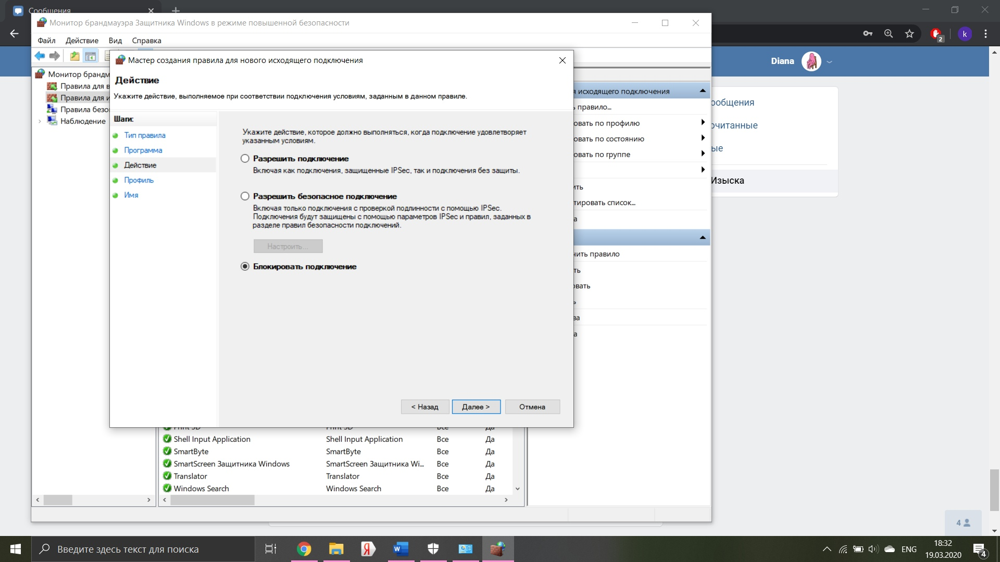 Сообщения
Монитор брандмауэра Защитника Windows в режиме повышенной безопасности
Файл Действие Вид Справка
2
k
Diana
Мастер создания правила для нового исходящего подключения
Действие
Укажите действие, выполняемое при соответствии подключения условиям, заданным в данном правиле.
Монитор брандм
Правила для в
Правила для и
Правила безо
Наблюдение
Шаги:
Тип правила
Программа
Действие
Профиль
Имя
Укажите действие, которое должно выполняться, когда подключение удовлетворяет
указанным условиям.
Разрешить подключение
Включая как подключения, защищенные IPSec, так и подключения без защиты.
Разрешить безопасное подключение
Включая только подключения с проверкой подлинности с помощью IPSec.
Подключения будут защищены с помощью параметров IPSec и правил, заданных в
разделе правил безопасности подключений.
Настроить...
Блокировать подключение
< Назад Далее > Отмена
я исходящего подключения
ь правило...
овать по профилю
овать по состоянию
овать по группе
ить
тировать список...
а
чить правило
ть
овать
ь
ва
а
ообщения
очитанные
ые
Изыска
Print 3D Print 3D Все Да
Shell Input Application Shell Input Application Все Да
SmartByte SmartByte Все Да
SmartScreen Защитника Windows SmartScreen Защитника Wi... Все Да
Translator Translator Все Да
Windows Search Windows Search Все Да
4
Введите здесь текст для поиска
Я
W
ENG
18:32
19.03.2020
4